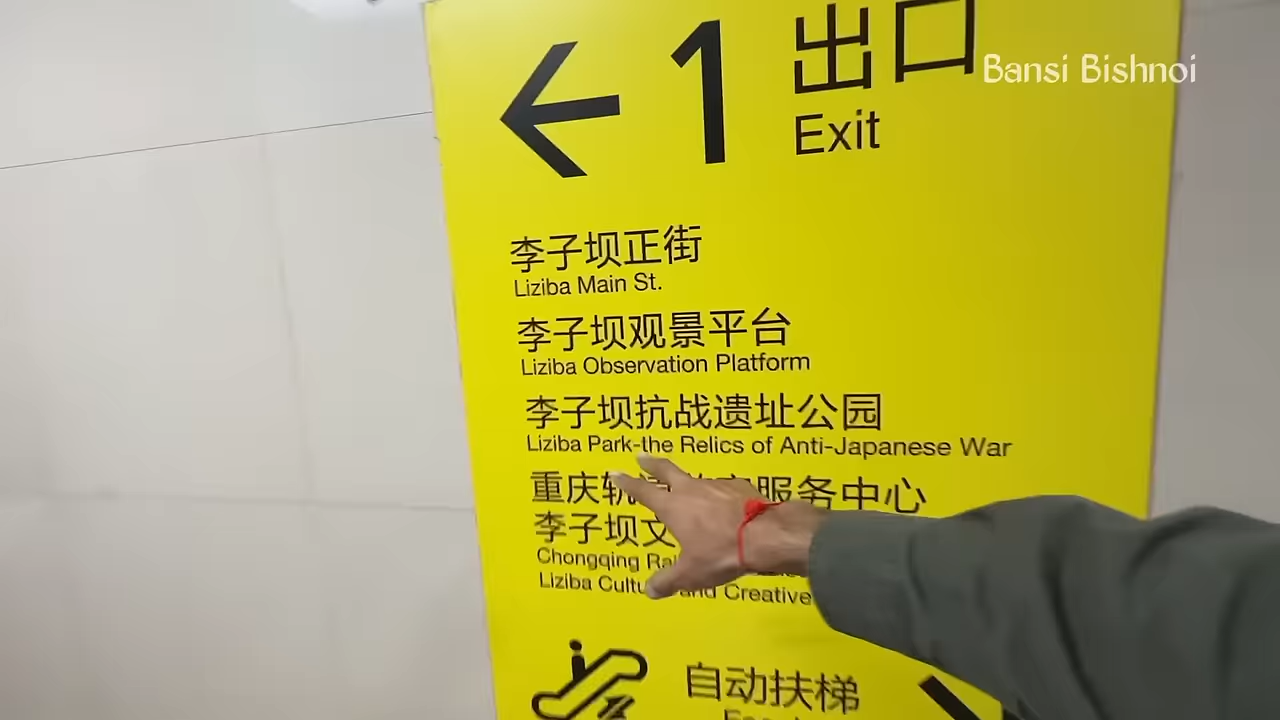 ← 1 出口
Bansi Bishnoi
Exit
李子坝正街
Liziba Main St.
李子坝观景平台
Liziba Observation Platform
李子坝抗战遗址公园
Liziba Park-the Relics of Anti-Japanese War
重庆 服务中心
李子坝文
Chongqing
Liziba and Creative
自动扶梯